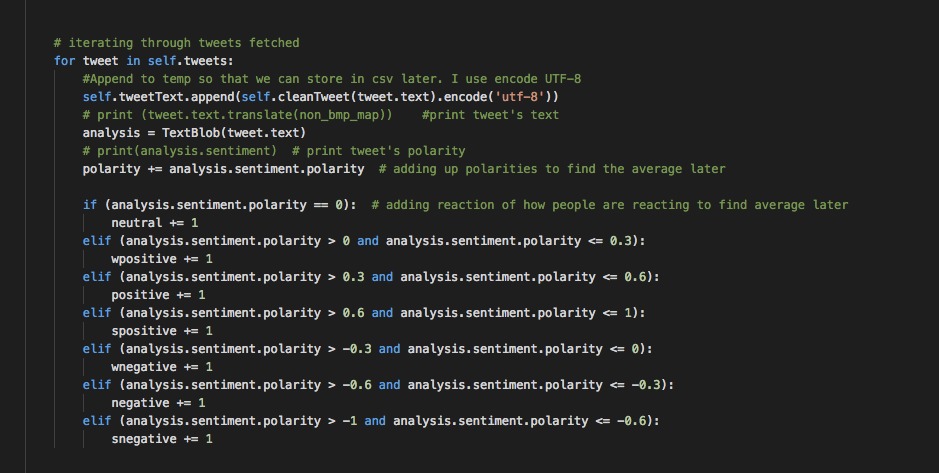 # iterating through tweets fetched
for tweet in self.tweets:
#Append to temp so that we can store in csv later. I use encode UTF-8
self.tweetText.append(self.cleanTweet(tweet.text).encode('utf-8'))
# print (tweet.text.translate(non_bmp_map))    #print tweet's text
analysis = TextBlob(tweet.text)
# print(analysis.sentiment)  # print tweet's polarity
polarity += analysis.sentiment.polarity  # adding up polarities to find the average later
if (analysis.sentiment.polarity == 0):  # adding reaction of how people are reacting to find average later
neutral += 1
elif (analysis.sentiment.polarity > 0 and analysis.sentiment.polarity <= 0.3):
wpositive += 1
elif (analysis.sentiment.polarity > 0.3 and analysis.sentiment.polarity <= 0.6):
positive += 1
elif (analysis.sentiment.polarity > 0.6 and analysis.sentiment.polarity <= 1):
spositive += 1
elif (analysis.sentiment.polarity > -0.3 and analysis.sentiment.polarity <= 0):
wnegative += 1
elif (analysis.sentiment.polarity > -0.6 and analysis.sentiment.polarity <= -0.3):
negative += 1
elif (analysis.sentiment.polarity > -1 and analysis.sentiment.polarity <= -0.6):
snegative += 1